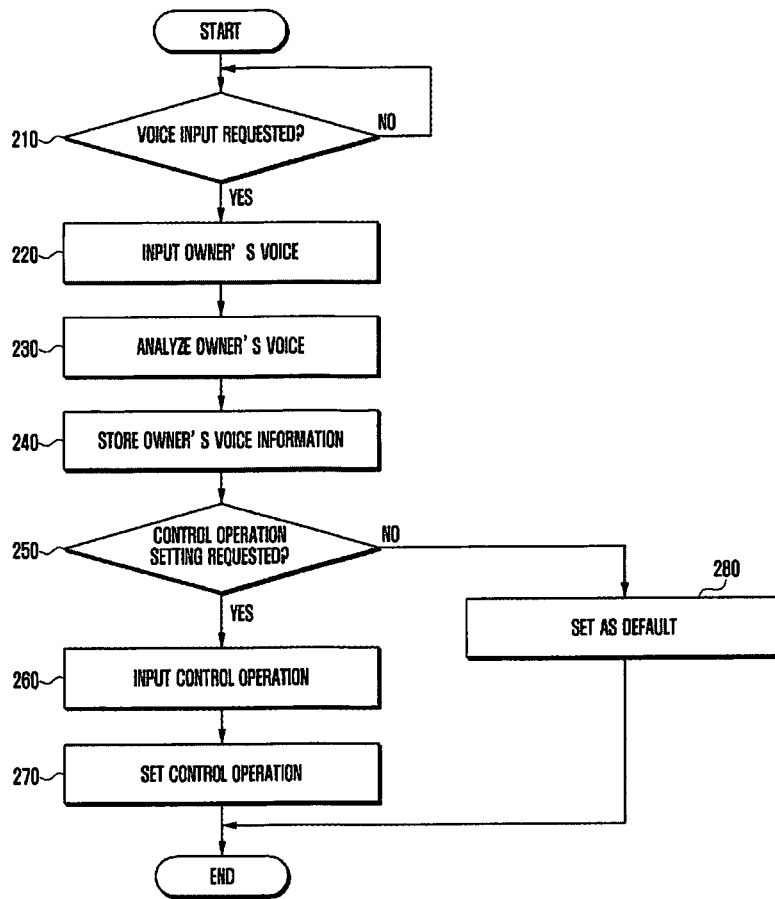 START
210
VOICE INPUT REQUESTED?
NO
YES
220
INPUT OWNER' S VOICE
230
ANALYZE OWNER' S VOICE
240
STORE OWNER' S VOICE INFORMATION
250
CONTROL OPERATION
SETTING REQUESTED?
NO
YES
280
SET AS DEFAULT
260
INPUT CONTROL OPERATION
270
SET CONTROL OPERATION
END